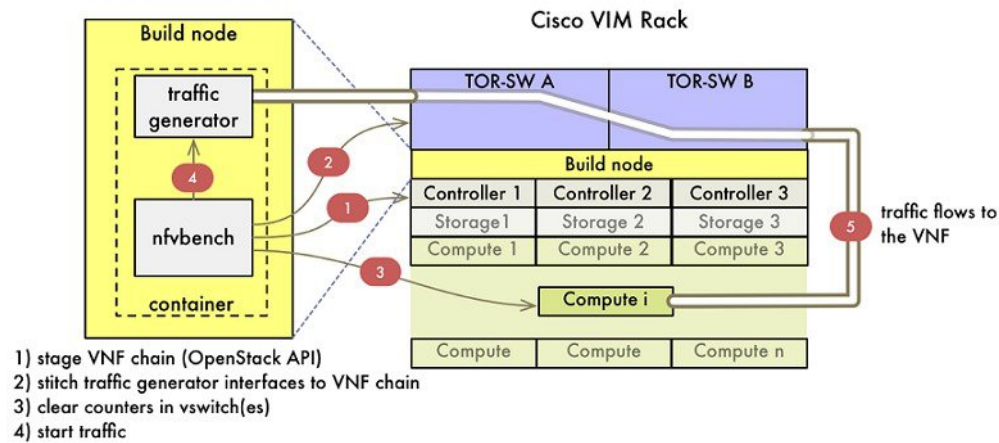 Cisco VIM Rack
Build node
traffic
generator
4
nfvbench
container
2
1
3
TOR-SW A
TOR-SW B
Build node
Controller 1
Controller 2
Controller 3
Storage1
Storage 2
Storage 3
Compute 1
Compute 2
Compute 3
Compute i
Compute
Compute
Compute n
5
traffic flows to
the VNF
1) stage VNF chain (OpenStack API)
2) stitch traffic generator interfaces to VNF chain
3) clear counters in vswitch(es)
4) start traffic